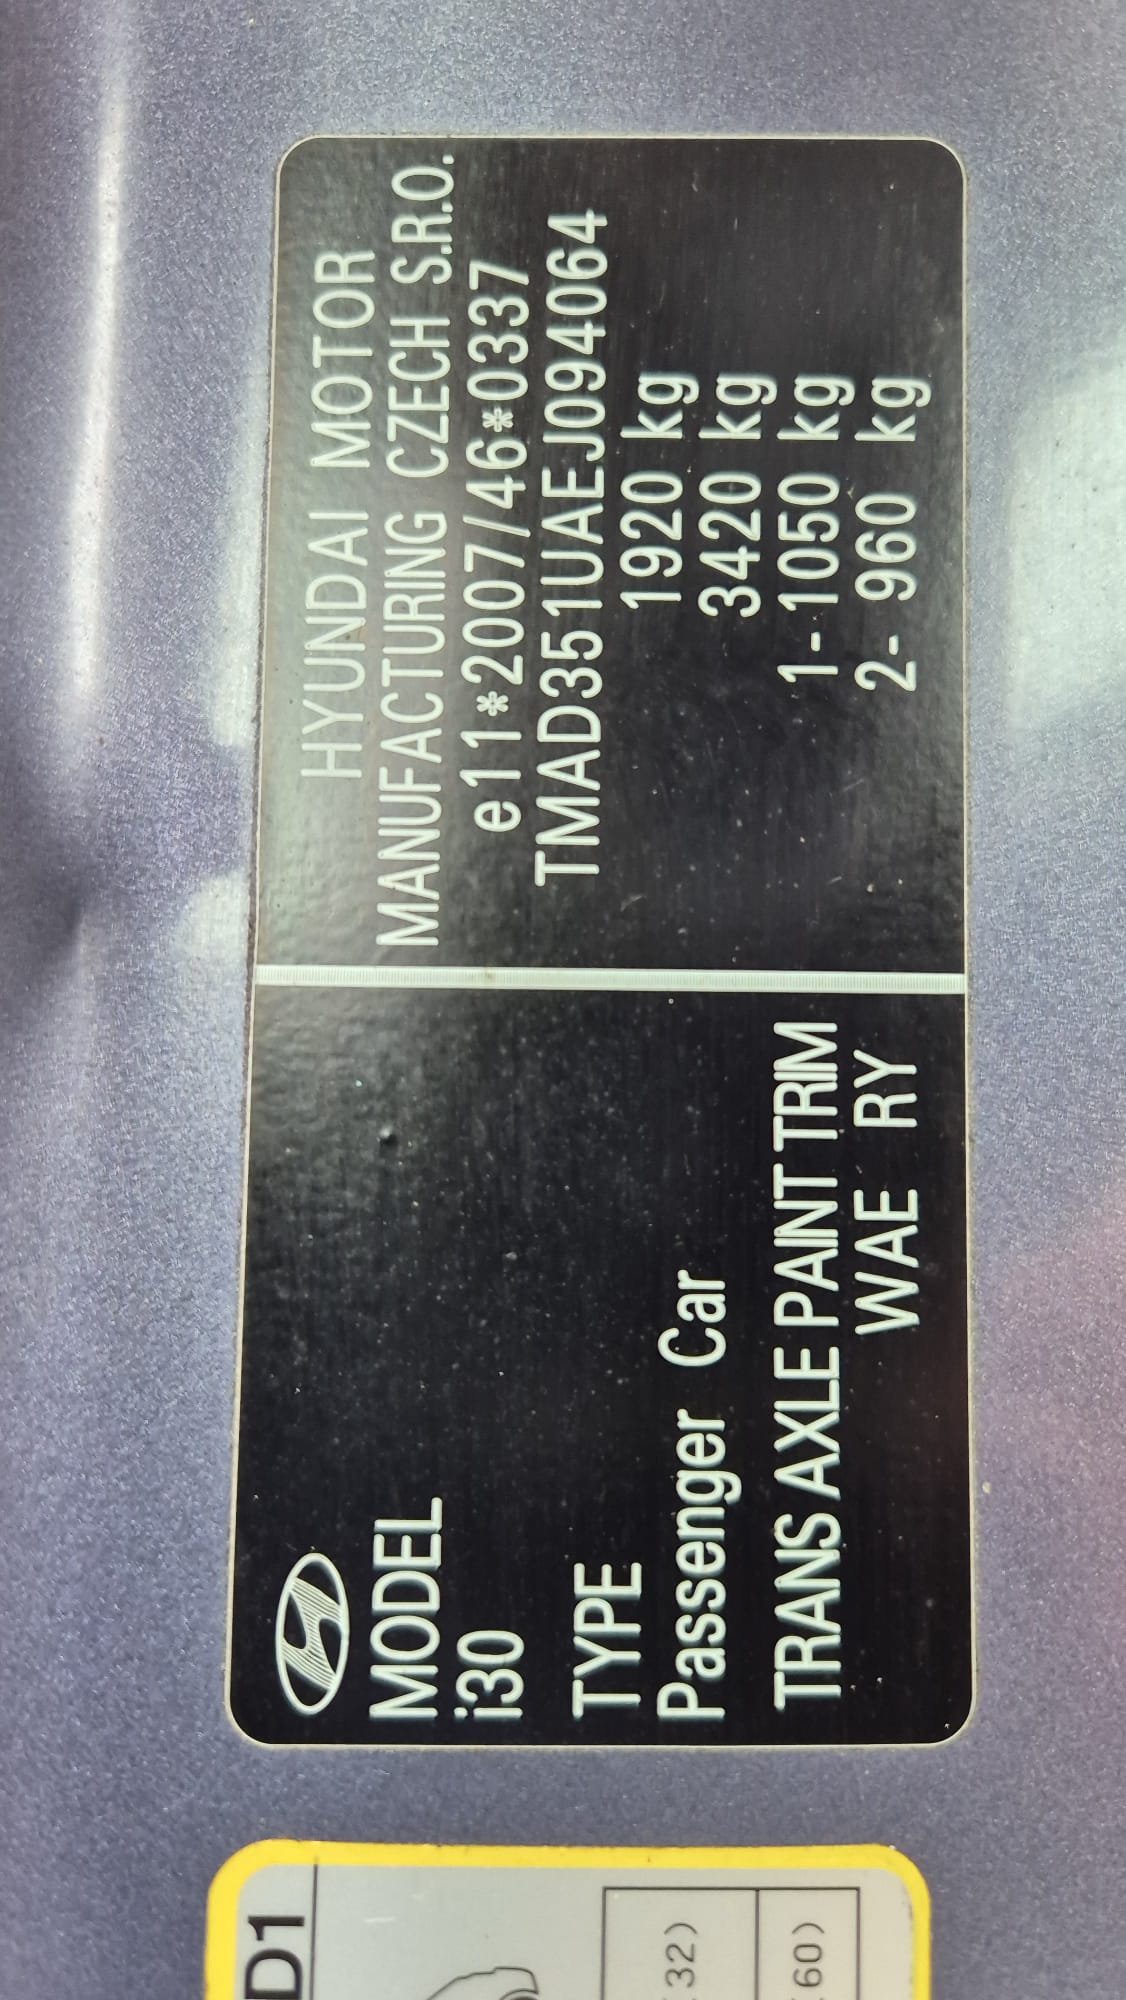 MODEL
i30
TYPE
Passenger Car
TRANS AXLE PAINT TRIM
WAE RY
HYUNDAI MOTOR
MANUFACTURING CZECH S.R.O.
e11*2007/46*0337
TMAD351UAEJ094064
1920 kg
3420 kg
1- 1050 kg
2- 960 kg
D1
32)
60)